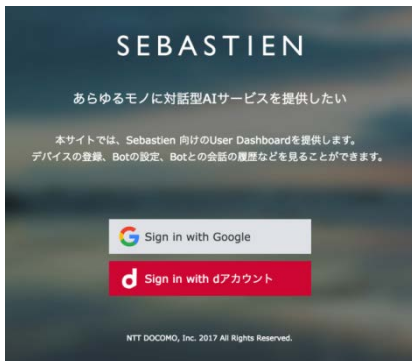 SEBASTIEN
あらゆるモノに対話型AIサービスを提供したい
本サイトでは、Sebastien 向けのUser Dashboardを提供します。
デバイスの登録、Botの設定、Botとの会話の履歴などを見ることができます。
Sign in with Google
Sign in with dアカウント
NTT DOCOMO, Inc. 2017 All Rights Reserved.